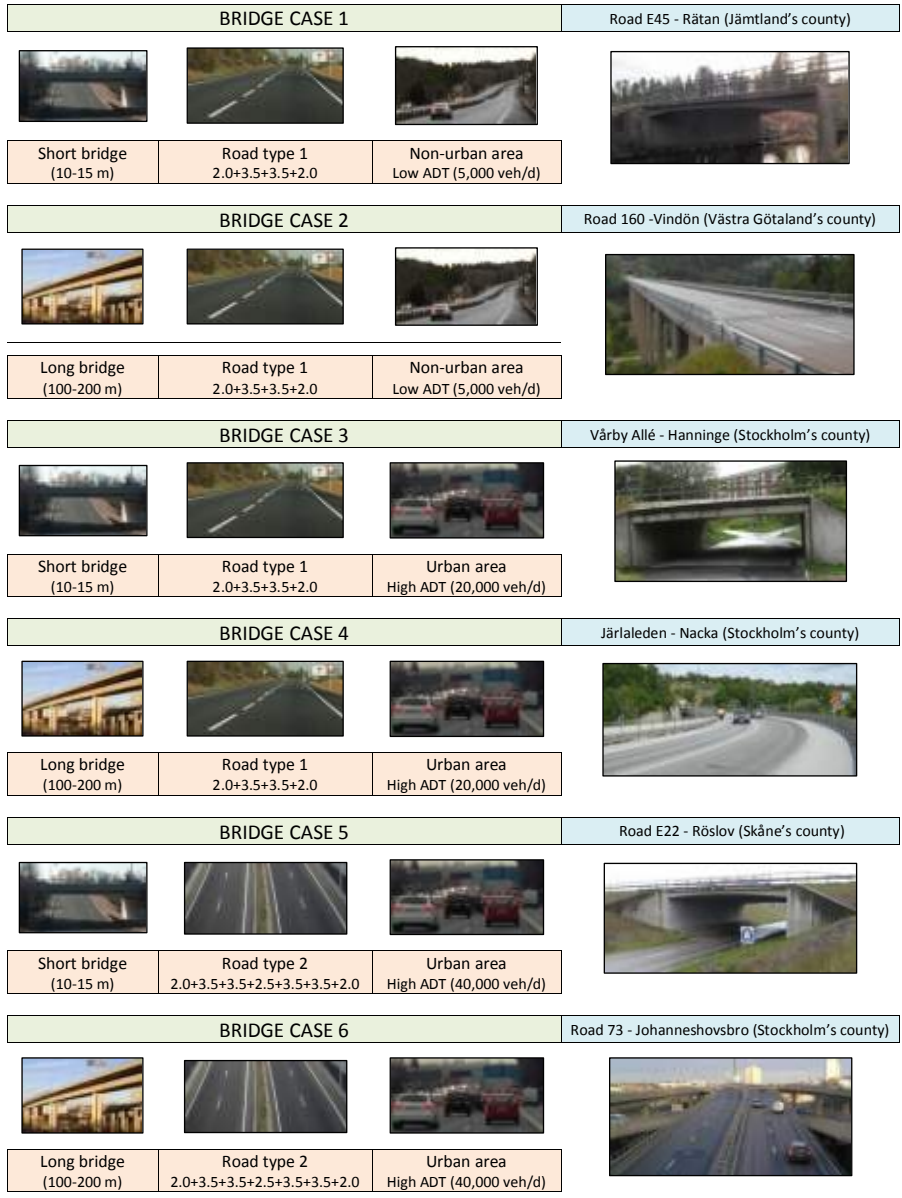 BRIDGE CASE 1
Road E45 - Rätan (Jämtland's county)
Short bridge
(10-15 m)
Road type 1
2.0+3.5+3.5+2.0
Non-urban area
Low ADT (5,000 veh/d)
BRIDGE CASE 2
Road 160 -Vindön (Västra Götaland's county)
Long bridge
(100-200 m)
Road type 1
2.0+3.5+3.5+2.0
Non-urban area
Low ADT (5,000 veh/d)
BRIDGE CASE 3
Vårby Allé - Hanninge (Stockholm's county)
Short bridge
(10-15 m)
Road type 1
2.0+3.5+3.5+2.0
Urban area
High ADT (20,000 veh/d)
BRIDGE CASE 4
Järlaleden - Nacka (Stockholm's county)
Long bridge
(100-200 m)
Road type 1
2.0+3.5+3.5+2.0
Urban area
High ADT (20,000 veh/d)
BRIDGE CASE 5
Road E22 - Röslov (Skåne's county)
Short bridge
(10-15 m)
Road type 2
2.0+3.5+3.5+2.5+3.5+3.5+2.0
Urban area
High ADT (40,000 veh/d)
BRIDGE CASE 6
Road 73 - Johanneshovsbro (Stockholm's county)
Long bridge
(100-200 m)
Road type 2
2.0+3.5+3.5+2.5+3.5+3.5+2.0
Urban area
High ADT (40,000 veh/d)